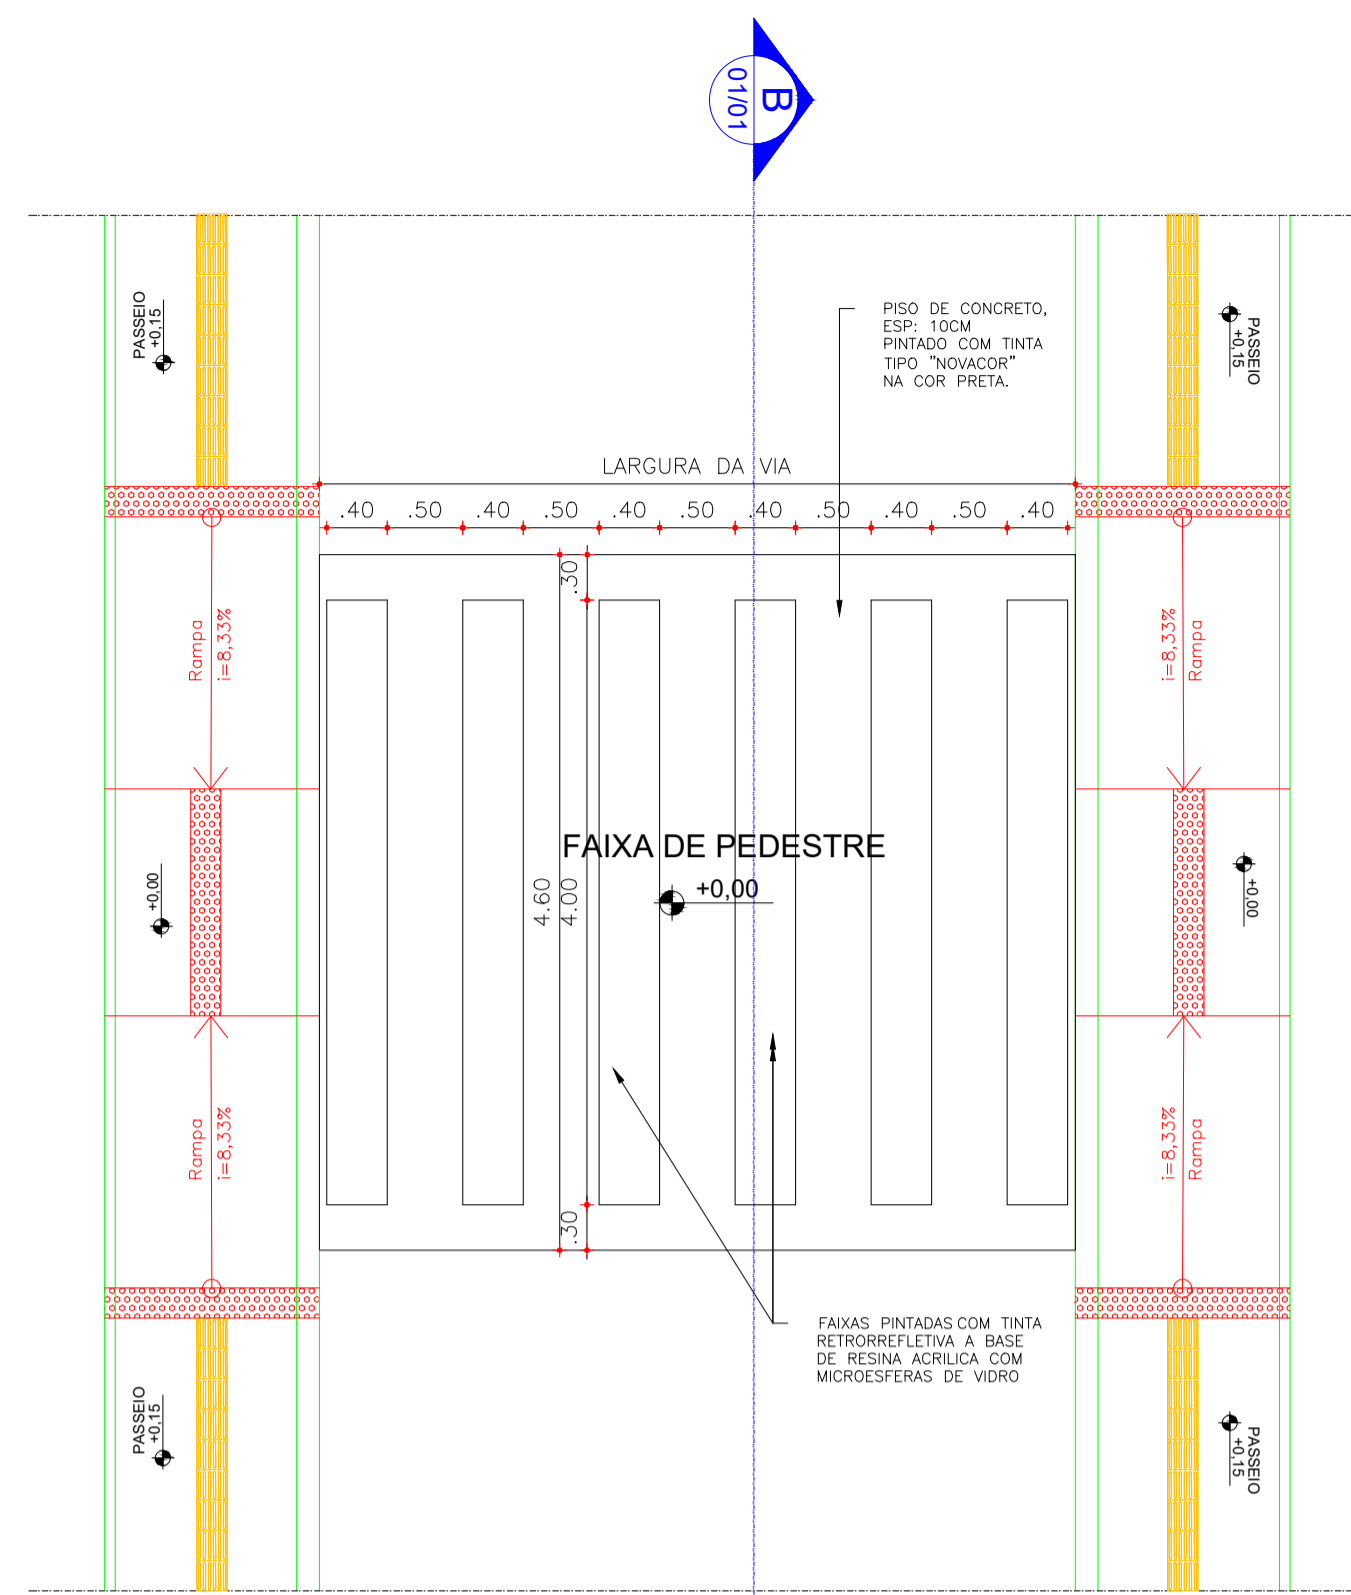 B
01/01
PASSEIO
+0,15
PISO DE CONCRETO,
ESP: 10CM
PINTADO COM TINTA
TIPO "NOVACOR"
NA COR PRETA.
PASSEIO
+0,15
LARGURA DA VIA
.40 .50 .40 .50 .40 .50 .40 .50 .40 .50 .40
.30
Rampa
i=8,33%
i=8,33%
Rampa
FAIXA DE PEDESTRE
+0,00
4.60
4.00
+0,00
+0,00
Rampa
i=8,33%
i=8,33%
Rampa
.30
FAIXAS PINTADAS COM TINTA
RETRORREFLETIVA A BASE
DE RESINA ACRILICA COM
MICROESFERAS DE VIDRO
PASSEIO
+0,15
PASSEIO
+0,15